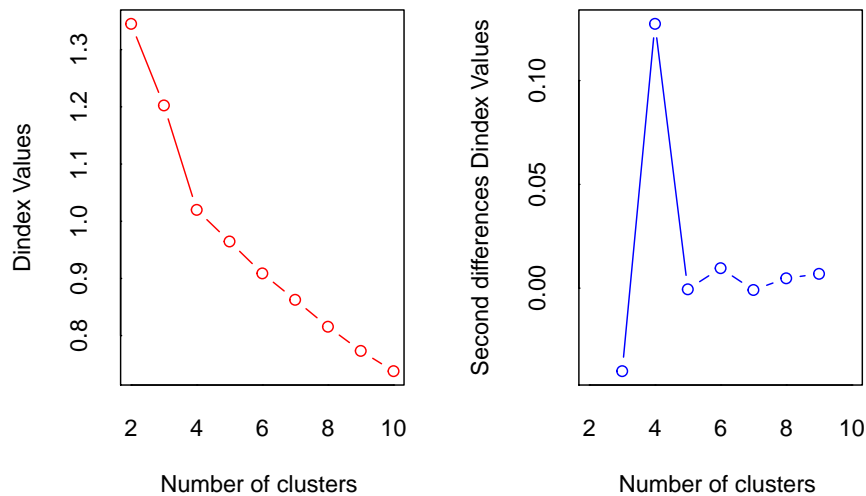 Dindex Values
1.3
1.2
1.1
1.0
0.9
0.8
2 4 6 8 10
Number of clusters
Second differences Dindex Values
0.10
0.05
0.00
2 4 6 8 10
Number of clusters